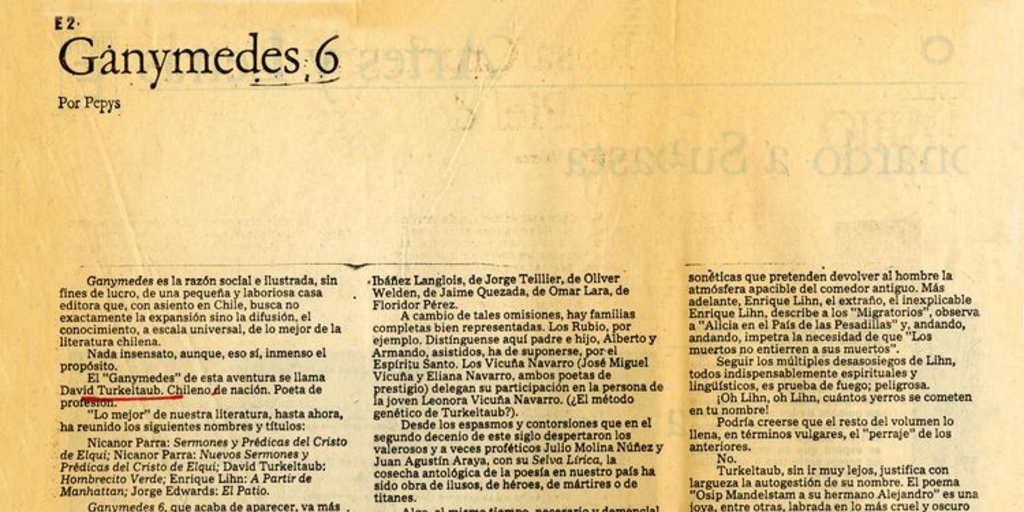 E 2.
Ganymedes 6
Por Pepys
Ganymedes es la razón social e ilustrada, sin
fines de lucro, de una pequeña y laboriosa casa
editora que, con asiento en Chile, busca no
exactamente la expansión sino la difusión, el
conocimiento, a escala universal, de lo mejor de la
literatura chilena.
Nada insensato, aunque, eso sí, inmenso el
propósito.
El "Ganymedes" de esta aventura se llama
David Turkeltaub. Chileno de nación. Poeta de
profesión.
"Lo mejor" de nuestra literatura, hasta ahora,
ha reunido los siguientes nombres y títulos:
Nicanor Parra: Sermones y Prédicas del Cristo
de Elqui; Nicanor Parra: Nuevos Sermones y
Prédicas del Cristo de Elqui; David Turkeltaub:
Hombrecito Verde; Enrique Lihn: A Partir de
Manhattan; Jorge Edwards: El Patio.
Ganymedes 6, que acaba de aparecer, va más
Ibáñez Langlois, de Jorge Teillier, de Oliver
Welden, de Jaime Quezada, de Omar Lara, de
Floridor Pérez.
A cambio de tales omisiones, hay familias
completas bien representadas. Los Rubio, por
ejemplo. Distínguense aquí padre e hijo, Alberto y
Armando, asistidos, ha de suponerse, por el
Espíritu Santo. Los Vicuña Navarro (José Miguel
Vicuña y Eliana Navarro, ambos poetas de
prestigio) delegan su participación en la persona de
la joven Leonora Vicuña Navarro. (¿El método
genético de Turkeltaub?).
Desde los espasmos y contorsiones que en el
segundo decenio de este siglo despertaron los
valerosos y a veces proféticos Julio Molina Núñez y
Juan Agustín Araya, con su Selva Lírica, la
cosecha antológica de la poesía en nuestro país ha
sido obra de ilusos, de héroes, de mártires o de
titanes.
Algo, al mismo tiempo, necesario y demencial
sonéticas que pretenden devolver al hombre la
atmósfera apacible del comedor antiguo. Más
adelante, Enrique Lihn, el extraño, el inexplicable
Enrique Lihn, describe a los "Migratorios", observa
a "Alicia en el País de las Pesadillas" y, andando,
andando, impetra la necesidad de que "Los
muertos no entierren a sus muertos".
Seguir los múltiples desasosiegos de Lihn,
todos indispensablemente espirituales y
lingüísticos, es prueba de fuego; peligrosa.
¡Oh Lihn, oh Lihn, cuántos yerros se cometen
en tu nombre!
Podría creerse que el resto del volumen lo
llena, en términos vulgares, el "perraje" de los
anteriores.
No.
Turkeltaub, sin ir muy lejos, justifica con
largueza la autogestión de su nombre. El poema
"Osip Mandelstam a su hermano Alejandro" es una
joya, entre otras, labrada en lo más cruel y oscuro